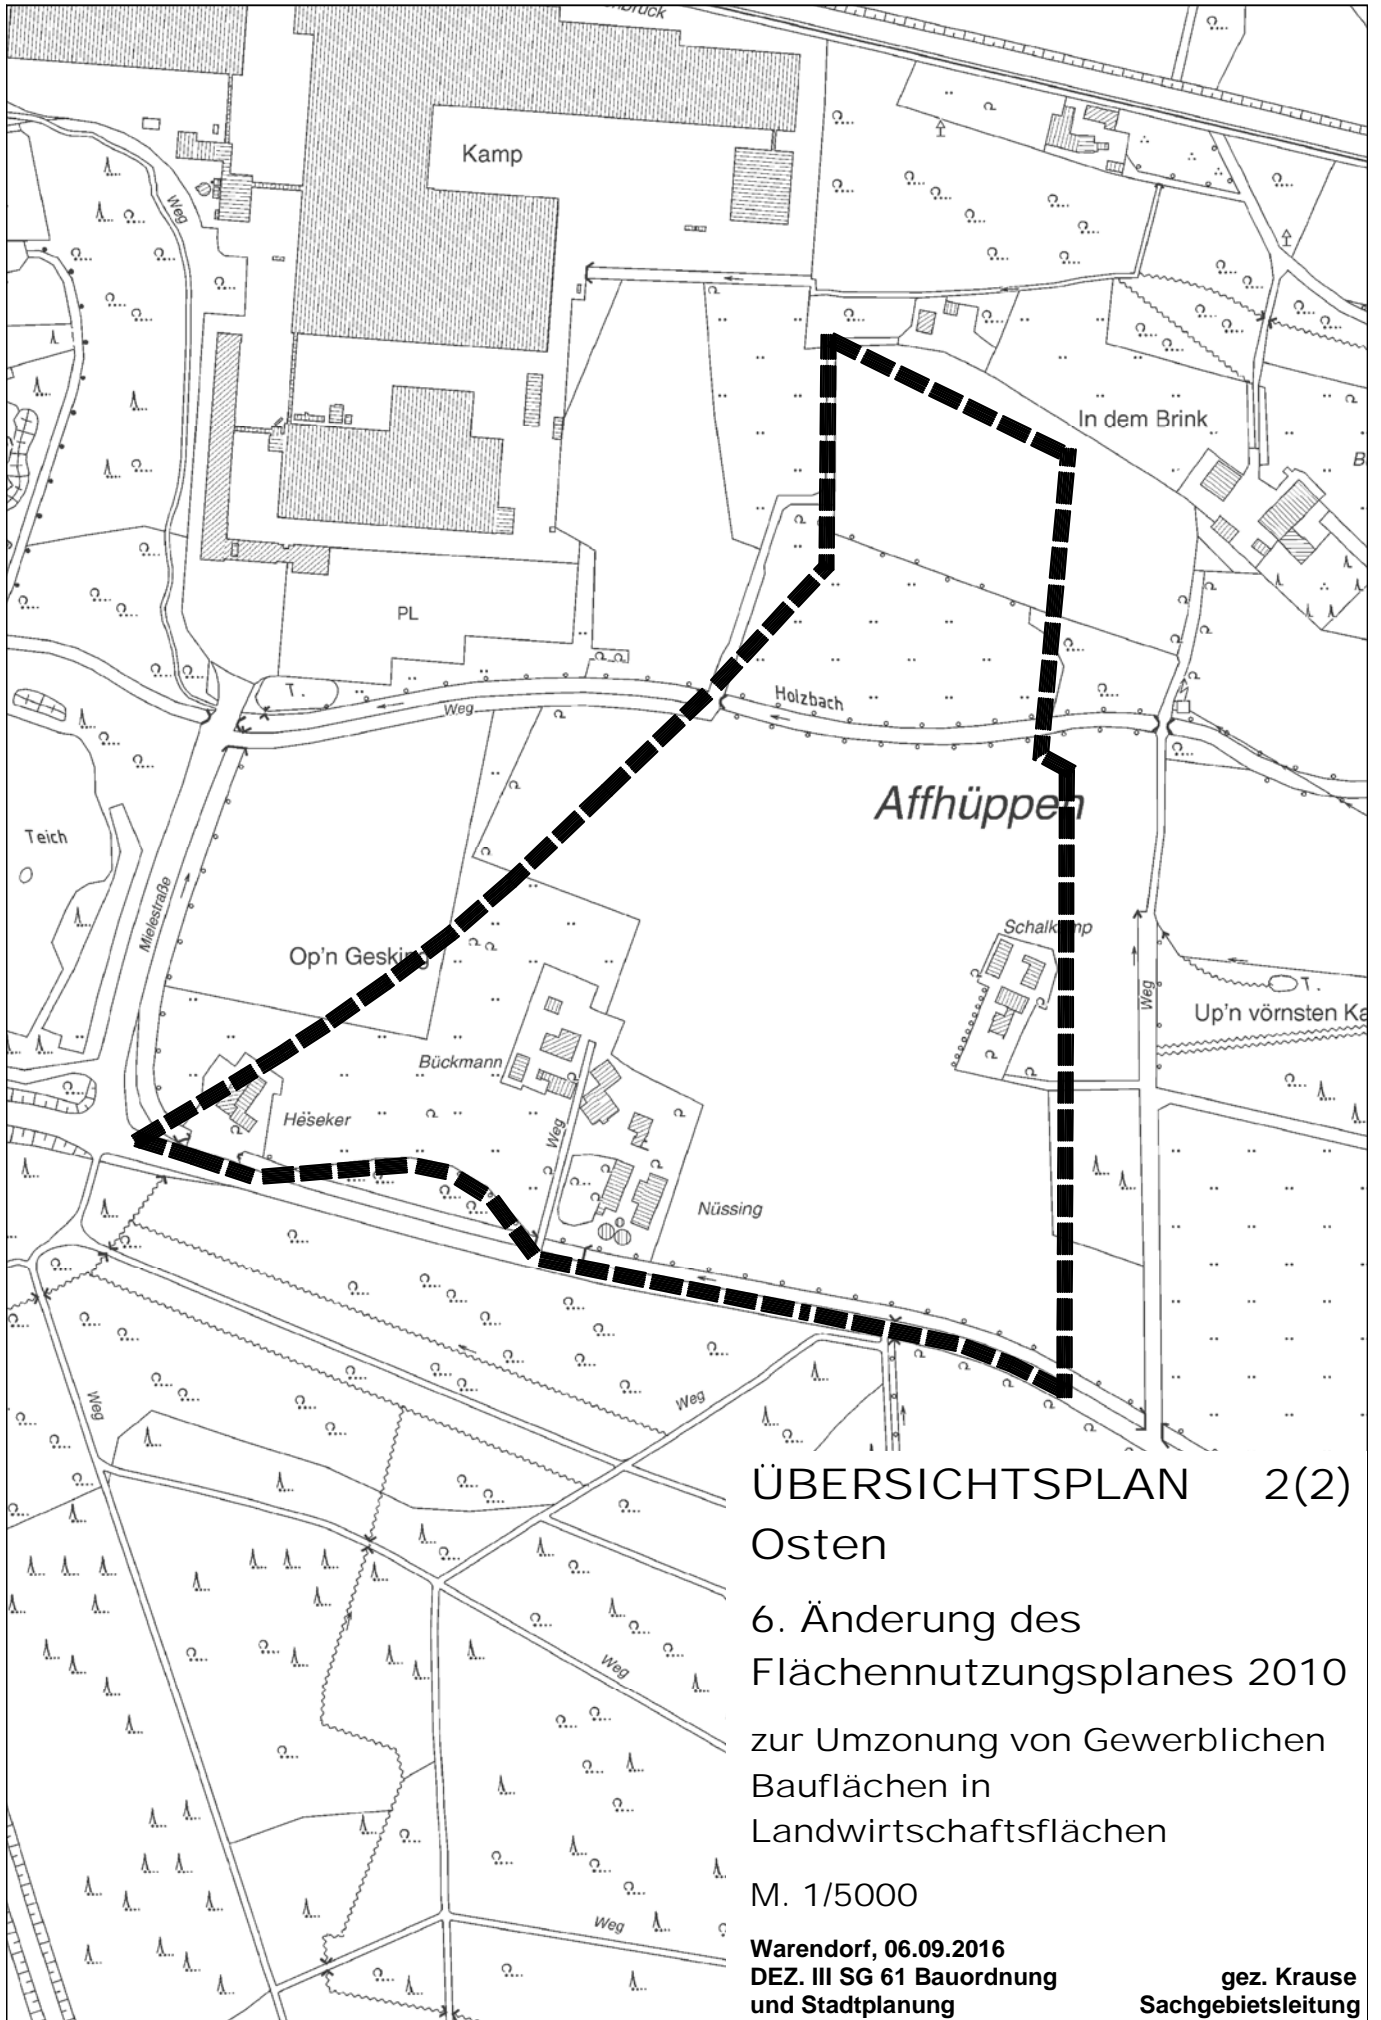 Kamp
Weg
In dem Brink
PL
T.
Weg
Holzbach
Affhüppen
Teich
Mielestraße
Op'n Gesking
Schalkamp
T.
Weg
Up'n vörnsten Ka
Bückmann
Heseker
Weg
Nüssing
Weg
Weg
Weg
Weg
ÜBERSICHTSPLAN 2(2)
Osten
6. Änderung des
Flächennutzungsplanes 2010
zur Umzonung von Gewerblichen
Bauflächen in
Landwirtschaftsflächen
M. 1/5000
Warendorf, 06.09.2016
DEZ. III SG 61 Bauordnung gez. Krause
und Stadtplanung Sachgebietsleitung